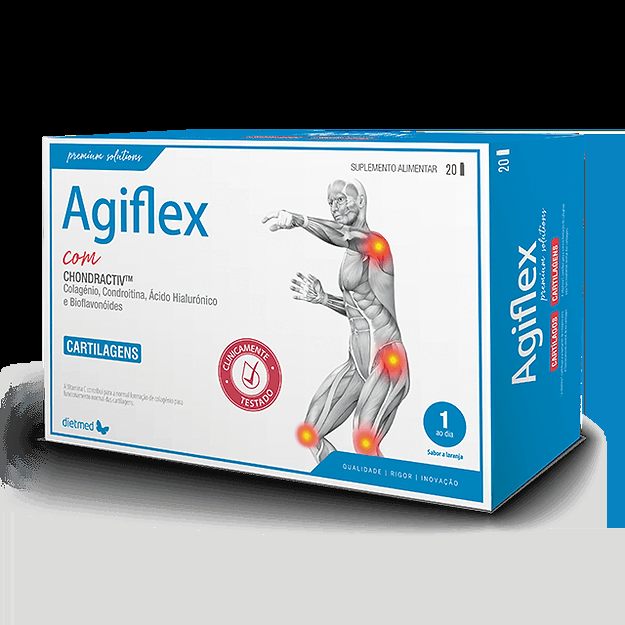 premium solutions
SUPLEMENTO ALIMENTAR 20
Agiflex
com
CHONDRACTIV™
Colagénio, Condroitina, Ácido Hialurónico
e Bioflavonóides
CARTILAGENS
CLINICAMENTE
TESTADO
A Vitamina C contribui para a normal formação de colagénio para
funcionamento normal das cartilagens.
dietmed
1
ao dia
Sabor a laranja
QUALIDADE | RIGOR | INOVAÇÃO
20
Agiflex
premium solutions
CARTÍLAGOS
CARTILAGENS